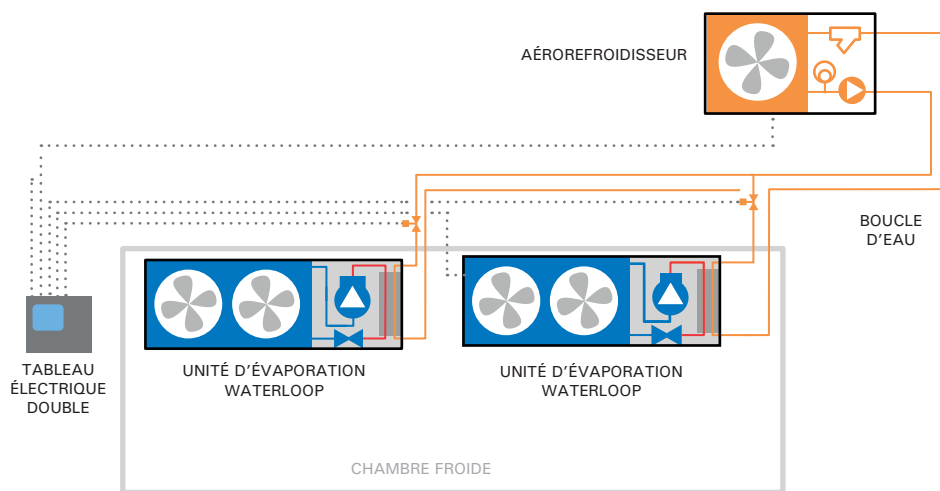 AÉROREFROIDISSEUR
BOUCLE
D'EAU
TABLEAU
ÉLECTRIQUE
DOUBLE
UNITÉ D'ÉVAPORATION
WATERLOOP
UNITÉ D'ÉVAPORATION
WATERLOOP
CHAMBRE FROIDE